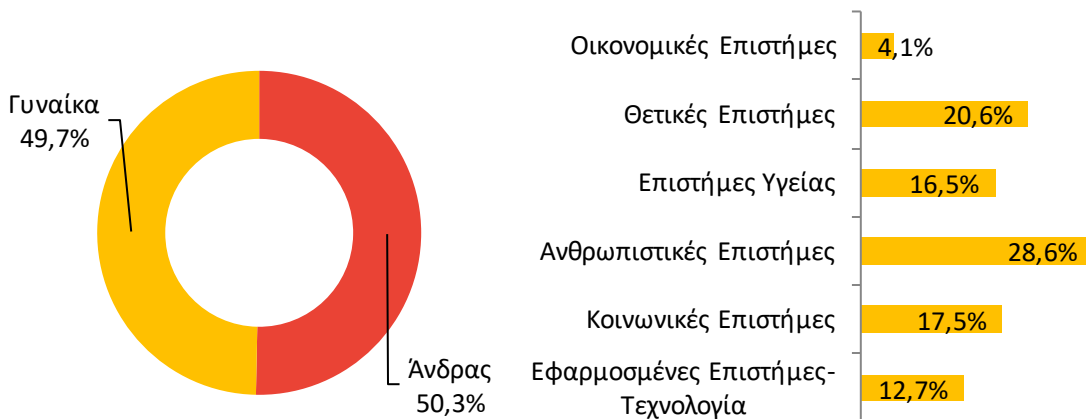 Γυναίκα
49,7%
Άνδρας
50,3%
Οικονομικές Επιστήμες
4,1%
Θετικές Επιστήμες
20,6%
Επιστήμες Υγείας
16,5%
Ανθρωπιστικές Επιστήμες
28,6%
Κοινωνικές Επιστήμες
17,5%
Εφαρμοσμένες Επιστήμες-
Τεχνολογία
12,7%